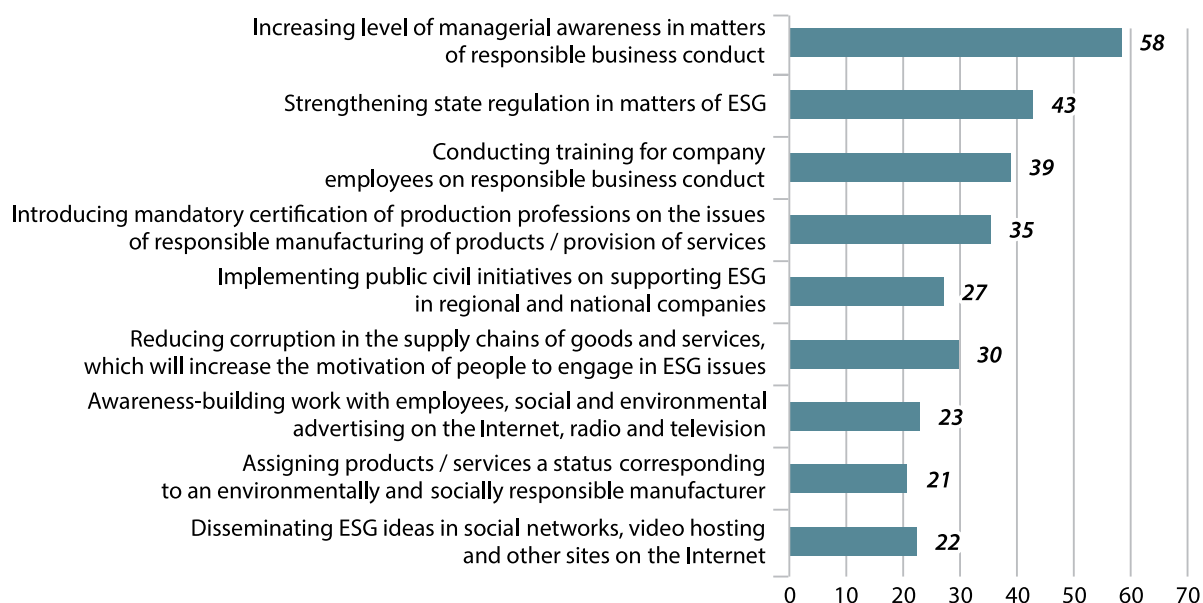 Increasing level of managerial awareness in matters
of responsible business conduct
58
Strengthening state regulation in matters of ESG
43
Conducting training for company
employees on responsible business conduct
39
Introducing mandatory certification of production professions on the issues
of responsible manufacturing of products / provision of services
35
Implementing public civil initiatives on supporting ESG
in regional and national companies
27
Reducing corruption in the supply chains of goods and services,
which will increase the motivation of people to engage in ESG issues
30
Awareness-building work with employees, social and environmental
advertising on the Internet, radio and television
23
Assigning products / services a status corresponding
to an environmentally and socially responsible manufacturer
21
Disseminating ESG ideas in social networks, video hosting
and other sites on the Internet
22
0 10 20 30 40 50 60 70